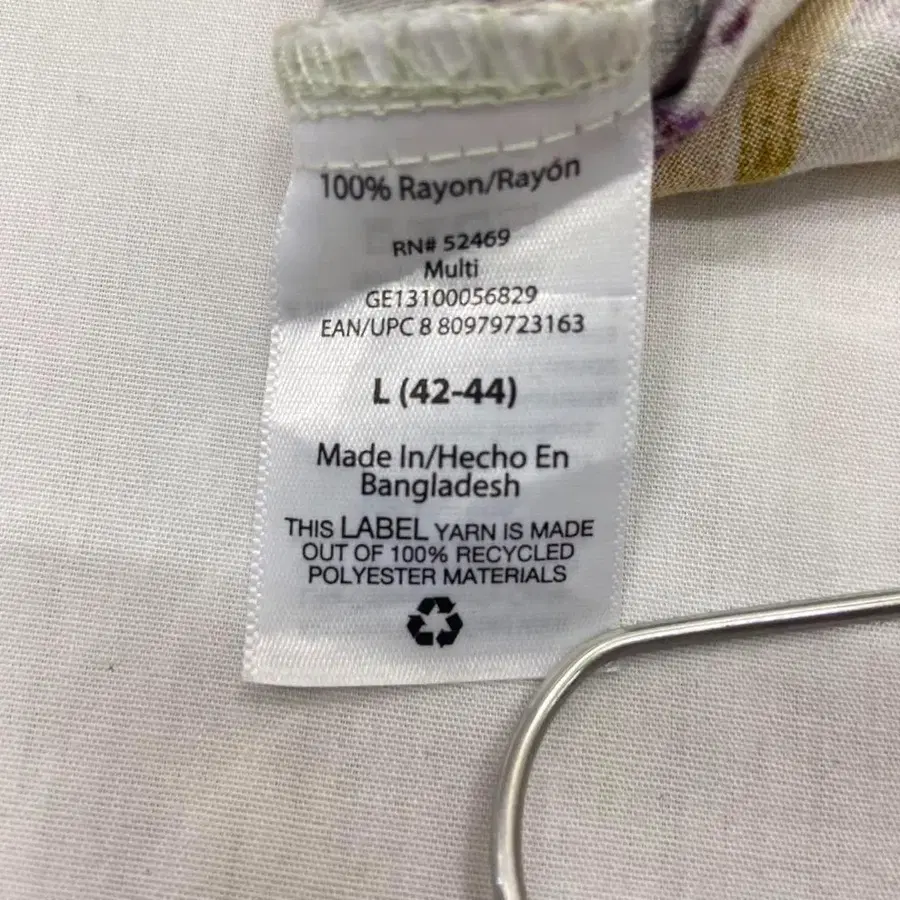 100% Rayon/Rayón
RN# 52469
Multi
GE13100056829
EAN/UPC 8 80979723163
L (42-44)
Made In/Hecho En
Bangladesh
THIS LABEL YARN IS MADE
OUT OF 100% RECYCLED
POLYESTER MATERIALS